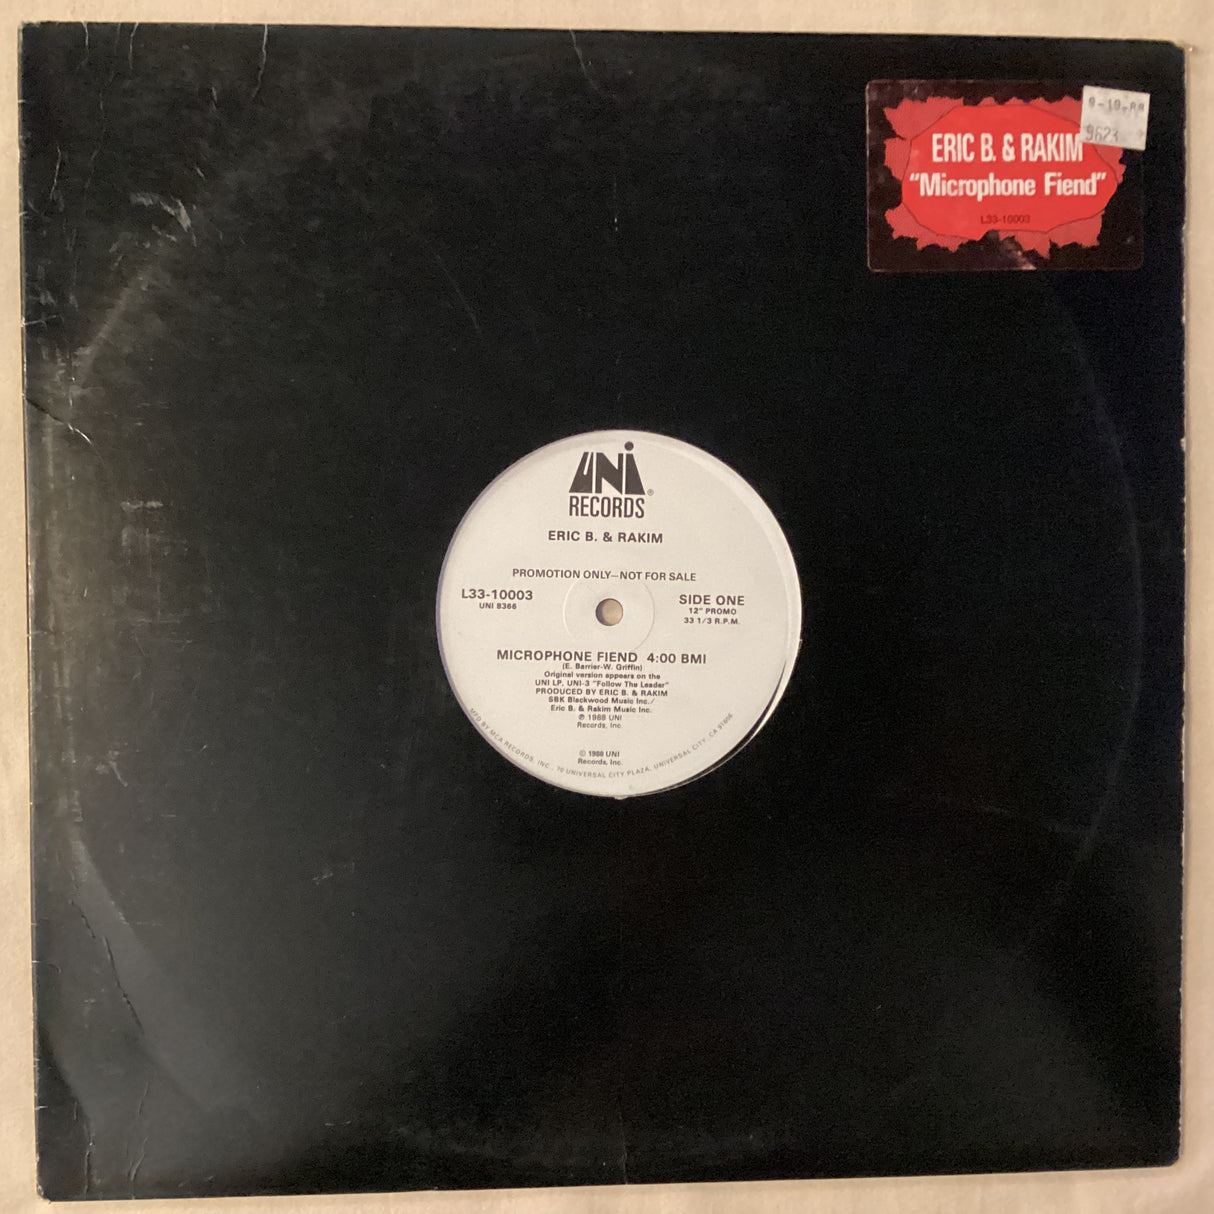 9-19-88
9623
ERIC B. & RAKIM
"Microphone Fiend"
L33-10003
UNI
RECORDS®
ERIC B. & RAKIM
PROMOTION ONLY—NOT FOR SALE
L33-10003
UNI 8366
SIDE ONE
12" PROMO
33 1/3 R.P.M.
MICROPHONE FIEND 4:00 BMI
(E. Barrier-W. Griffin)
Original version appears on the
UNI LP, UNI-3 "Follow The Leader"
PRODUCED BY ERIC B. & RAKIM
SBK Blackwood Music Inc./
Eric B. & Rakim Music Inc.
℗ 1988 UNI
Records, Inc.
© 1988 UNI
Records, Inc.
MFD BY MCA RECORDS, INC., 70 UNIVERSAL CITY PLAZA, UNIVERSAL CITY, CA 91608